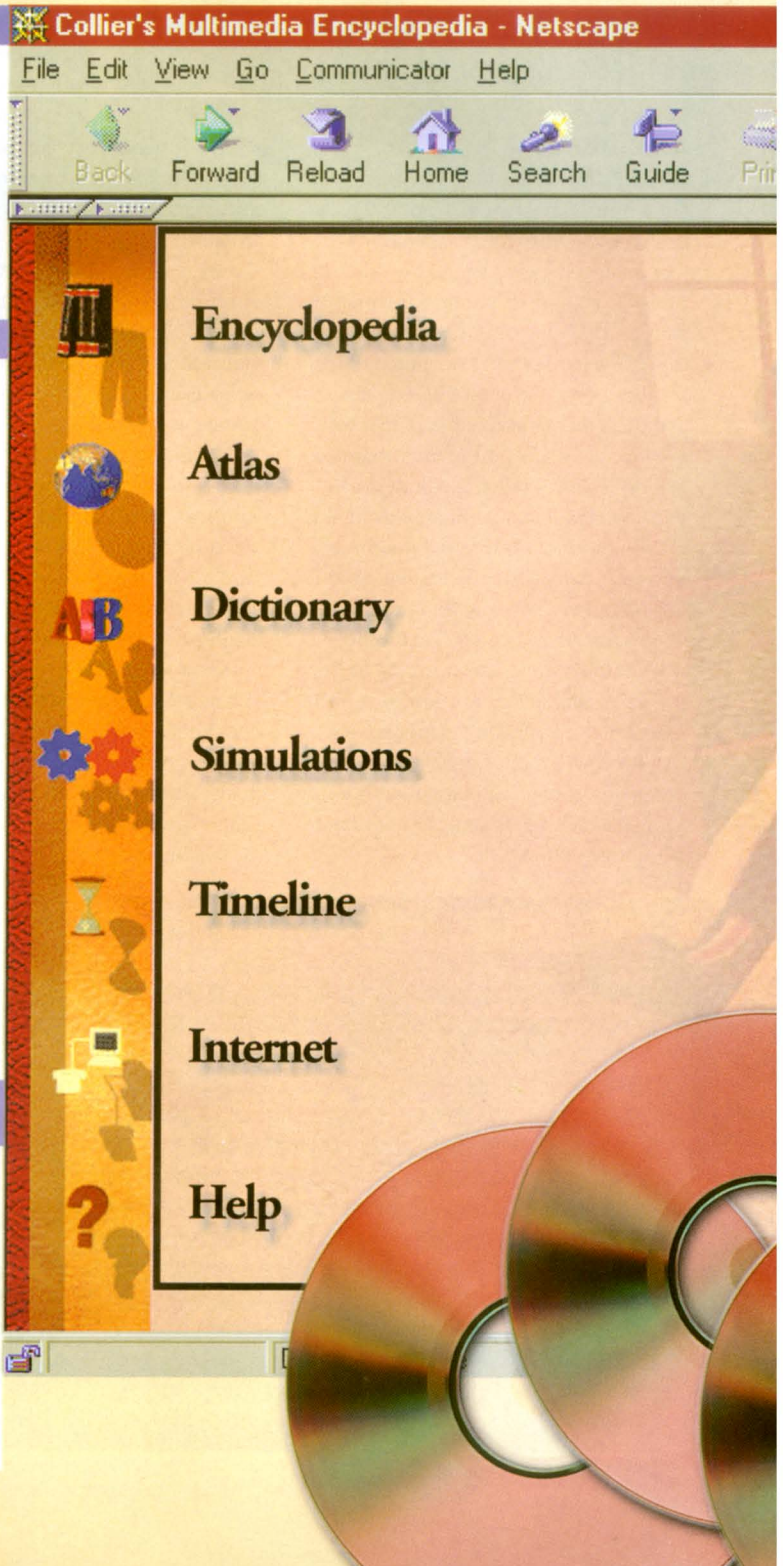 Collier's Multimedia Encyclopedia - Netscape
File Edit View Go Communicator Help
Back Forward Reload Home Search Guide
Encyclopedia
Atlas
AB
Dictionary
Simulations
Timeline
Internet
?
Help